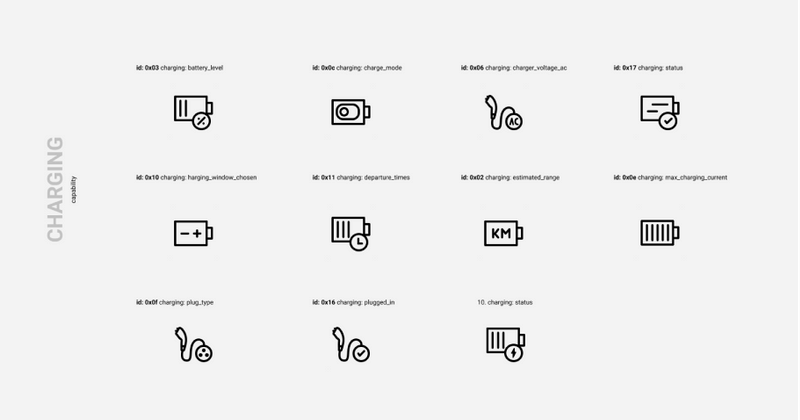 CHARGING
capability
id: 0x03 charging: battery_level
id: 0x0c charging: charge_mode
id: 0x06 charging: charger_voltage_ac
id: 0x17 charging: status
AC
id: 0x10 charging: harging_window_chosen
id: 0x11 charging: departure_times
id: 0x02 charging: estimated_range
id: 0x0e charging: max_charging_current
KM
id: 0x0f charging: plug_type
id: 0x16 charging: plugged_in
10. charging: status